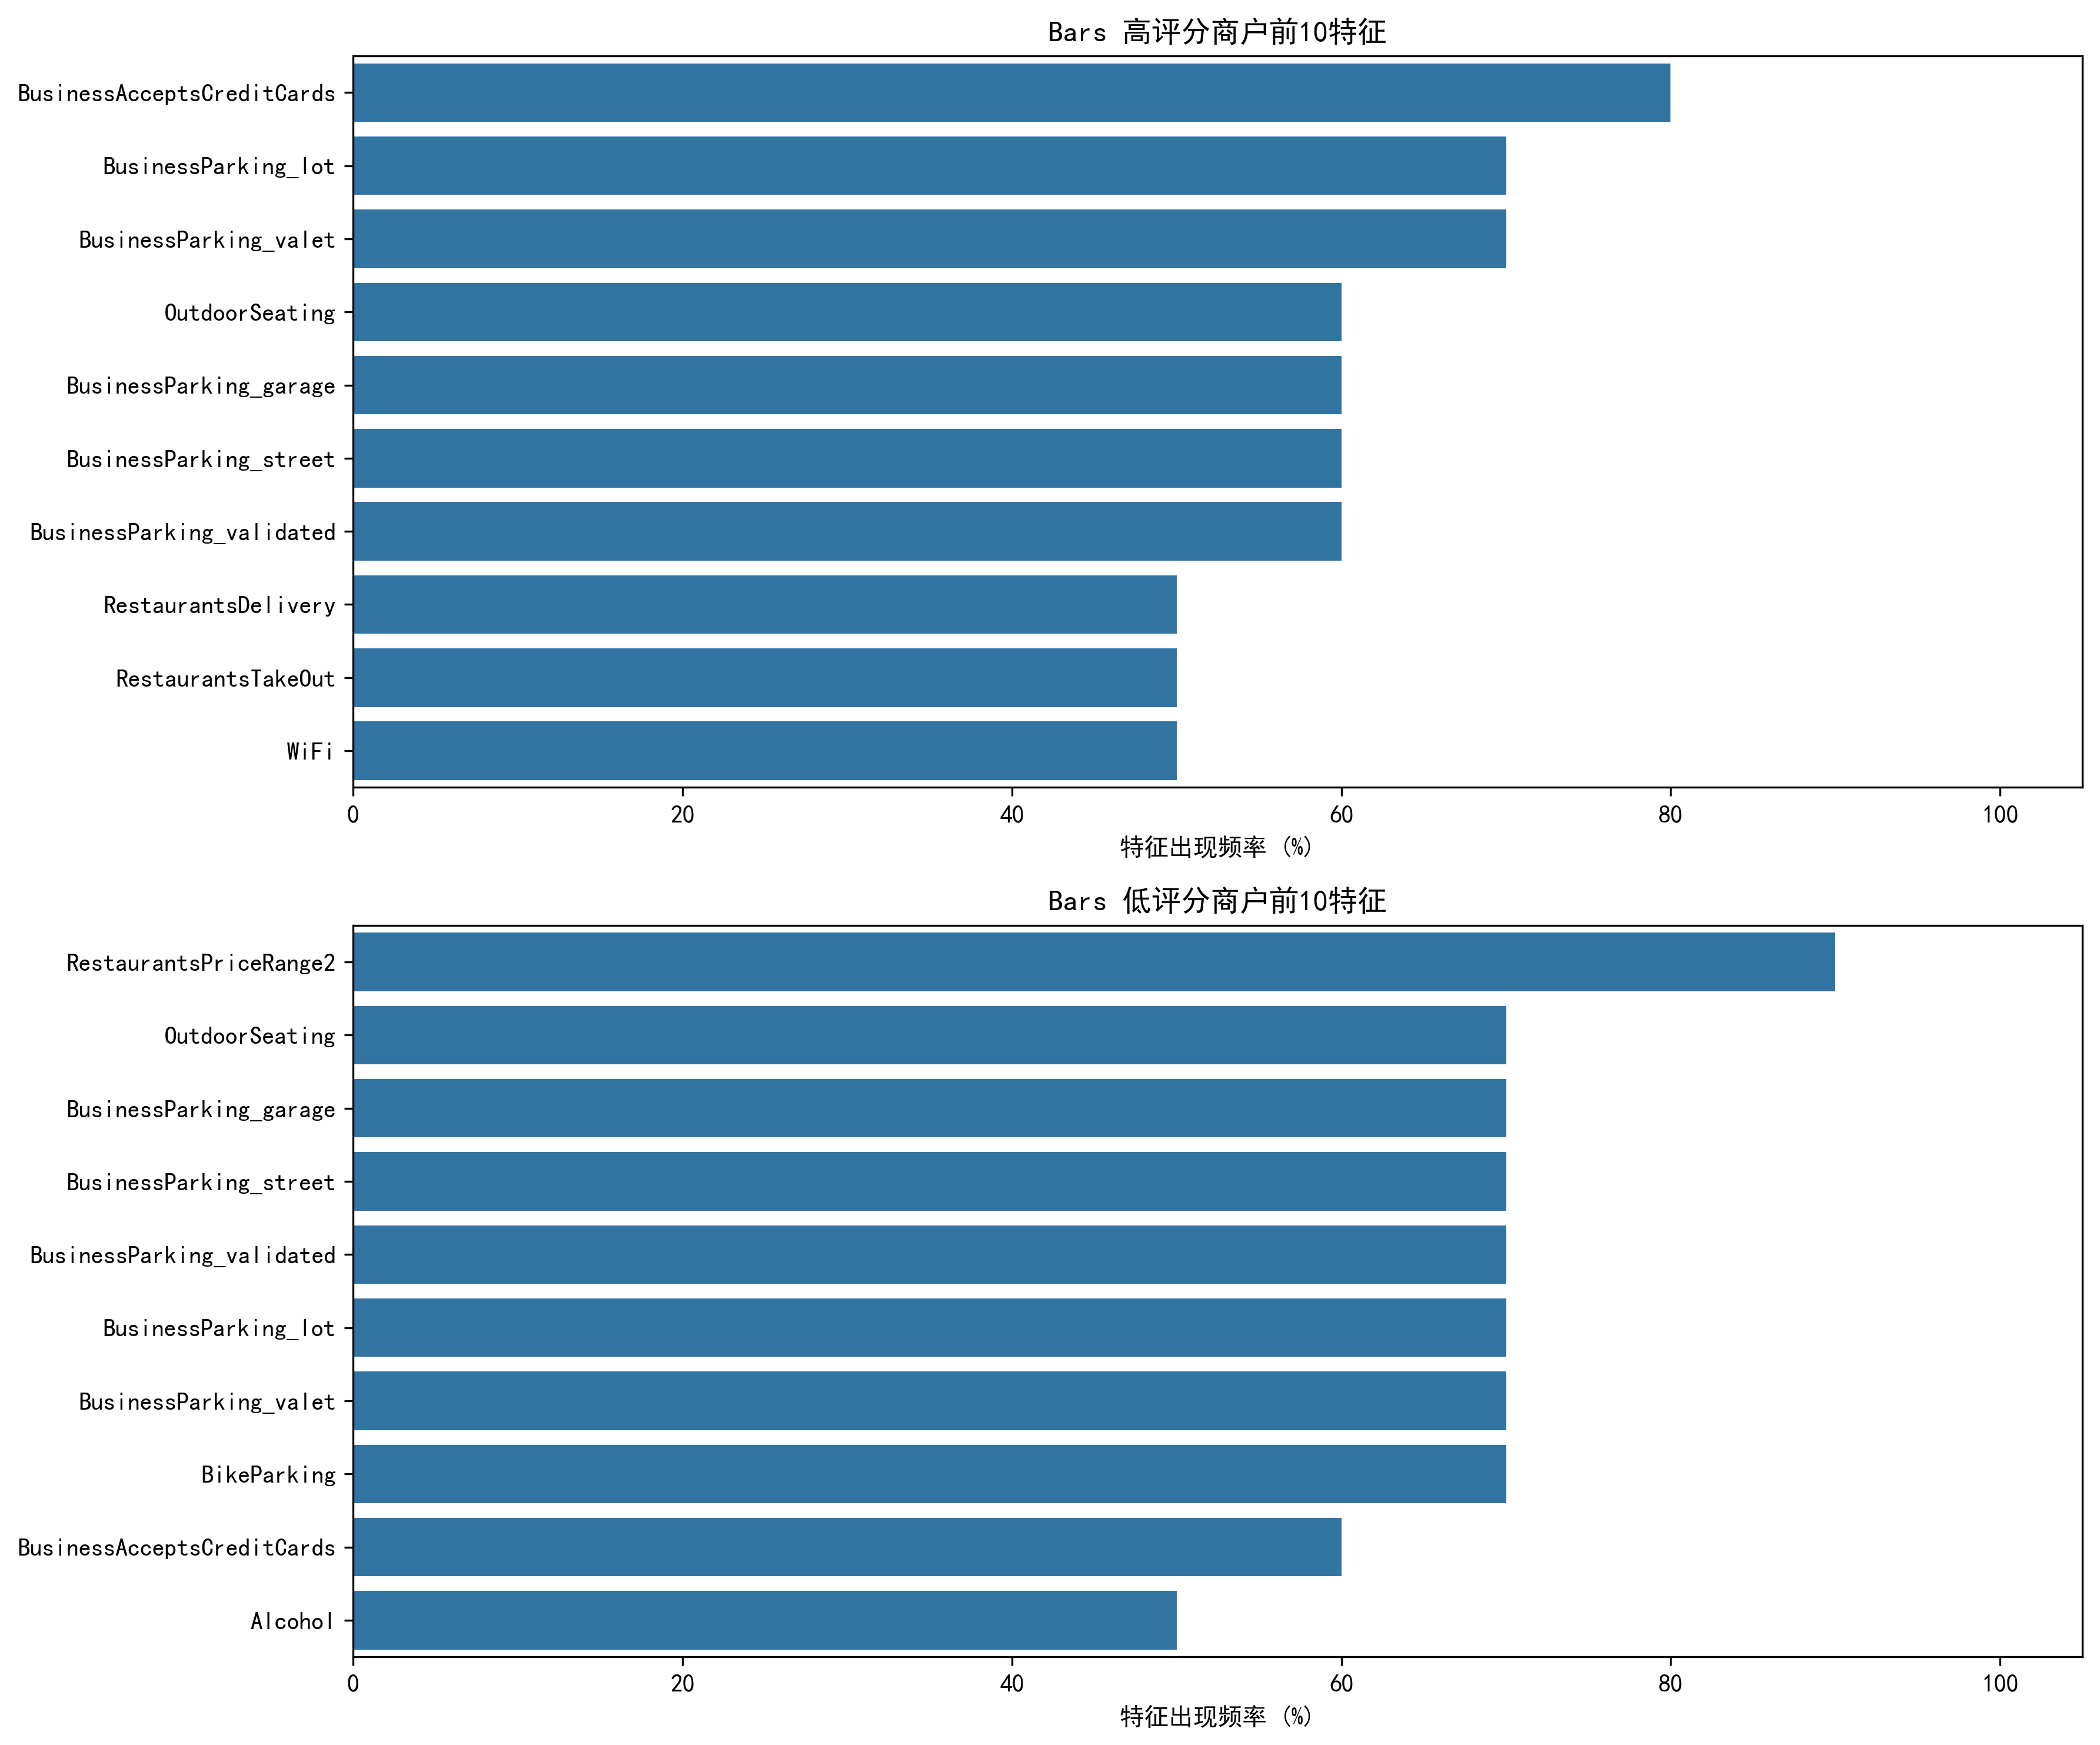 Bars 高评分商户前10特征
BusinessAcceptsCreditCards
BusinessParking_lot
BusinessParking_valet
OutdoorSeating
BusinessParking_garage
BusinessParking_street
BusinessParking_validated
RestaurantsDelivery
RestaurantsTakeOut
WiFi
0 20 40 60 80 100
特征出现频率 (%)
Bars 低评分商户前10特征
RestaurantsPriceRange2
OutdoorSeating
BusinessParking_garage
BusinessParking_street
BusinessParking_validated
BusinessParking_lot
BusinessParking_valet
BikeParking
BusinessAcceptsCreditCards
Alcohol
0 20 40 60 80 100
特征出现频率 (%)